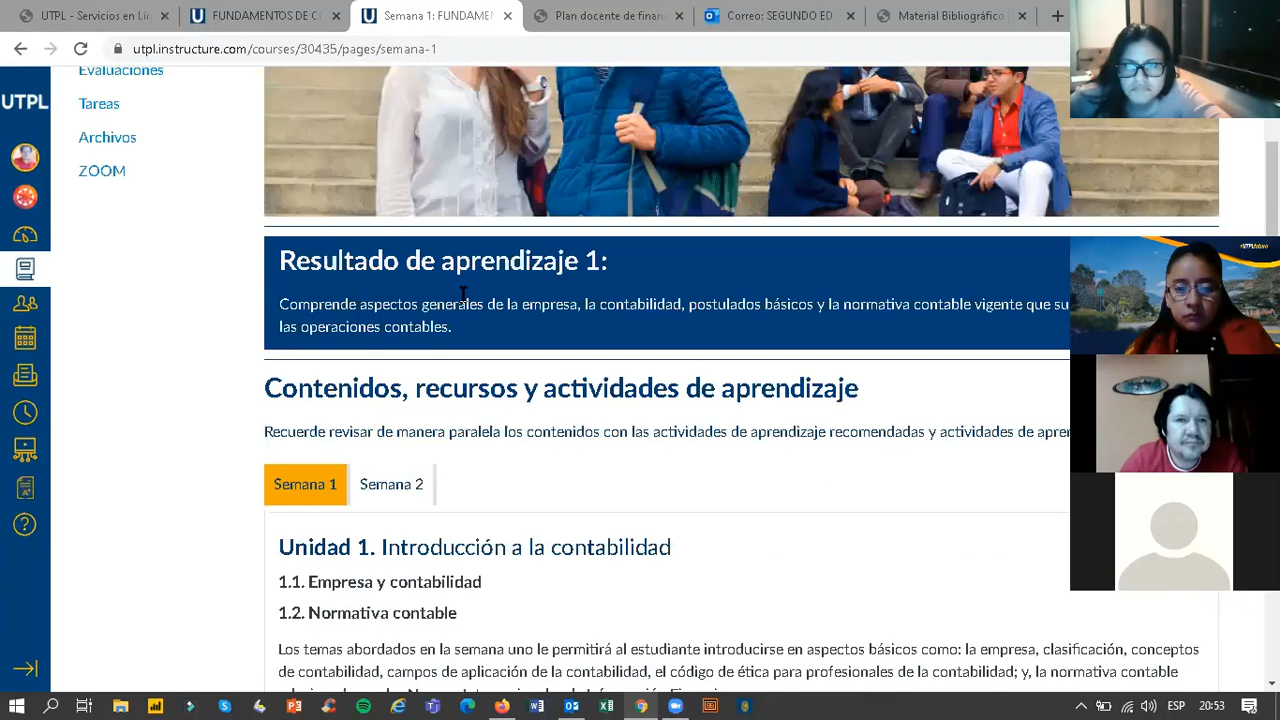 UTPL - Servicios en Lín
FUNDAMENTOS DE C
Semana 1: FUNDAMEN
Plan docente de finan
Correo: SEGUNDO ED
Material Bibliográfico
utpl.instructure.com/courses/30435/pages/semana-1
UTPL
Evaluaciones
Tareas
Archivos
ZOOM
Resultado de aprendizaje 1:
Comprende aspectos generales de la empresa, la contabilidad, postulados básicos y la normativa contable vigente que su
las operaciones contables.
Contenidos, recursos y actividades de aprendizaje
Recuerde revisar de manera paralela los contenidos con las actividades de aprendizaje recomendadas y actividades de apren
Semana 1
Semana 2
Unidad 1. Introducción a la contabilidad
1.1. Empresa y contabilidad
1.2. Normativa contable
Los temas abordados en la semana uno le permitirá al estudiante introducirse en aspectos básicos como: la empresa, clasificación, conceptos
de contabilidad, campos de aplicación de la contabilidad, el código de ética para profesionales de la contabilidad; y, la normativa contable
ESP
20:53